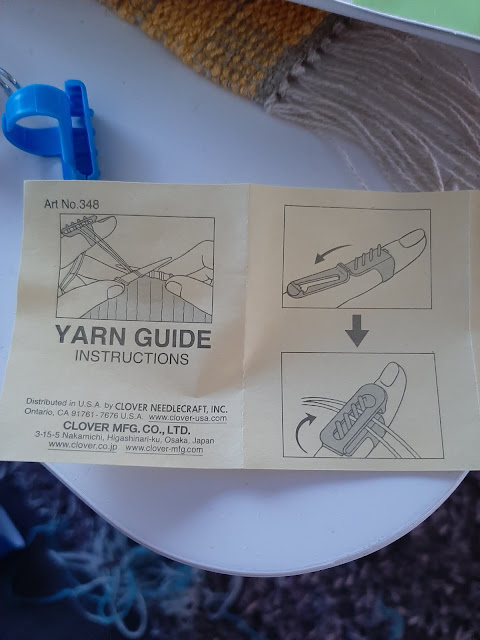 Art No.348
YARN GUIDE
INSTRUCTIONS
Distributed in U.S.A. by CLOVER NEEDLECRAFT, INC.
Ontario, CA 91761-7676 U.S.A. www.clover-usa.com
CLOVER MFG. CO., LTD.
3-15-5 Nakamichi, Higashinari-ku, Osaka, Japan
www.clover.co.jp www.clover-mfg.com